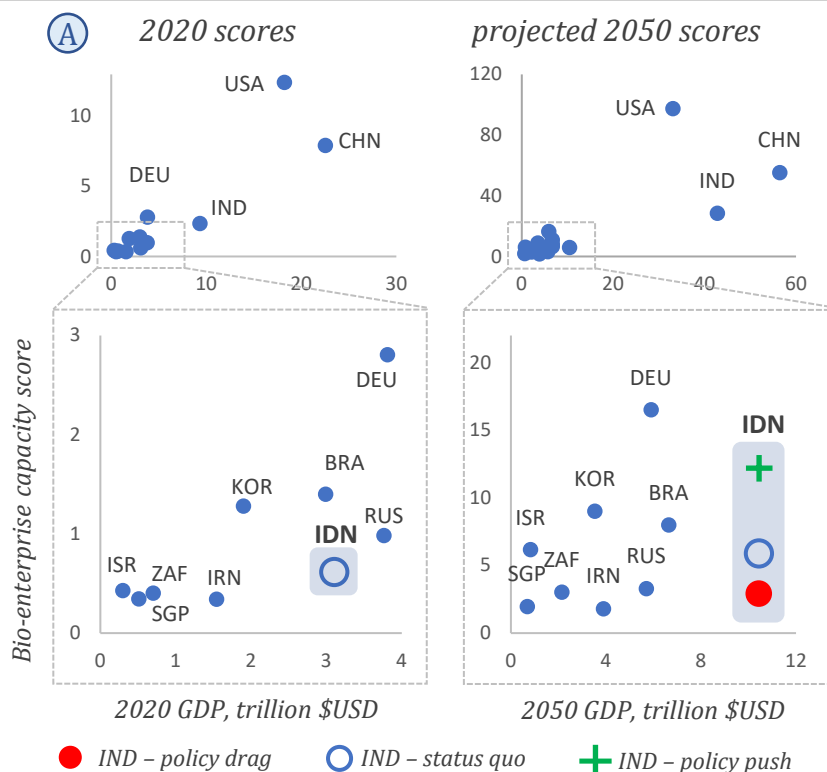 A
2020 scores
projected 2050 scores
10
5
0
0
10
20
30
USA
CHN
DEU
IND
120
80
40
0
0
20
40
60
USA
CHN
IND
Bio-enterprise capacity score
3
2
1
0
0
1
2
3
4
DEU
BRA
KOR
RUS
IDN
ISR
ZAF
SGP
IRN
2020 GDP, trillion $USD
20
15
10
5
0
0
4
8
12
DEU
IDN
KOR
BRA
ISR
RUS
SGP
ZAF
IRN
2050 GDP, trillion $USD
IND – policy drag
IND – status quo
IND – policy push